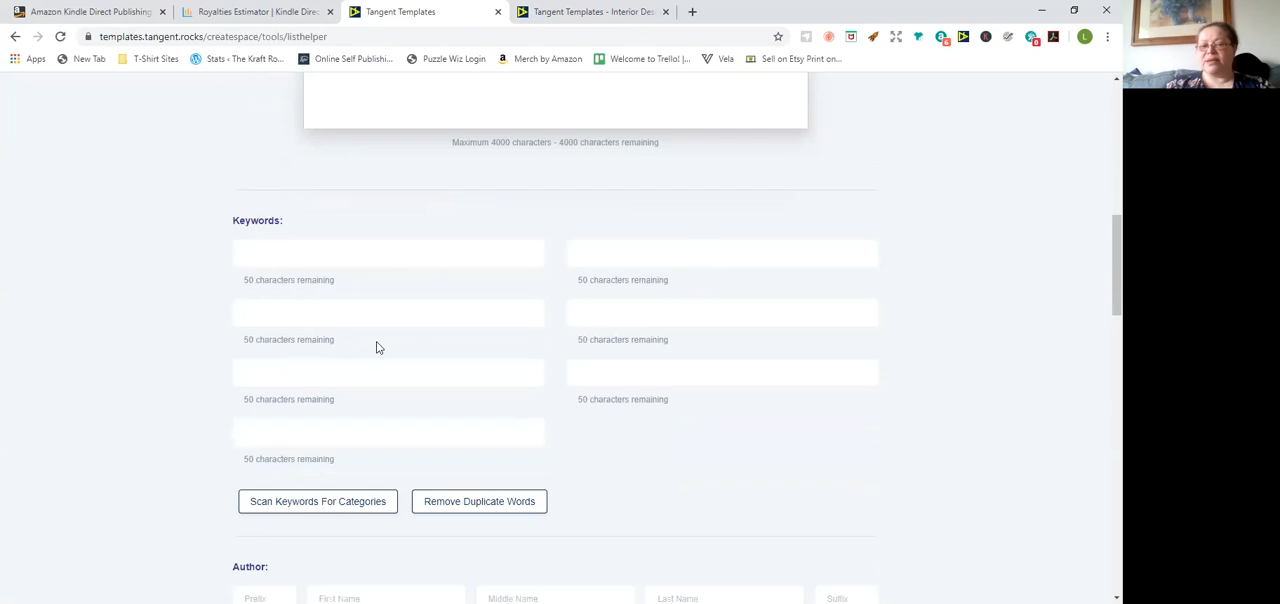 Amazon Kindle Direct Publishing
Royalties Estimator | Kindle Direc
Tangent Templates
Tangent Templates - Interior Des
templates.tangent.rocks/createspace/tools/listhelper
Apps
New Tab
T-Shirt Sites
Stats ‹ The Kraft Ro...
Online Self Publishi...
Puzzle Wiz Login
Merch by Amazon
Welcome to Trello!...
Vela
Sell on Etsy Print on...
Maximum 4000 characters - 4000 characters remaining
Keywords:
50 characters remaining
50 characters remaining
50 characters remaining
50 characters remaining
50 characters remaining
50 characters remaining
50 characters remaining
Scan Keywords For Categories
Remove Duplicate Words
Author:
Prefix
First Name
Middle Name
Last Name
Suffix